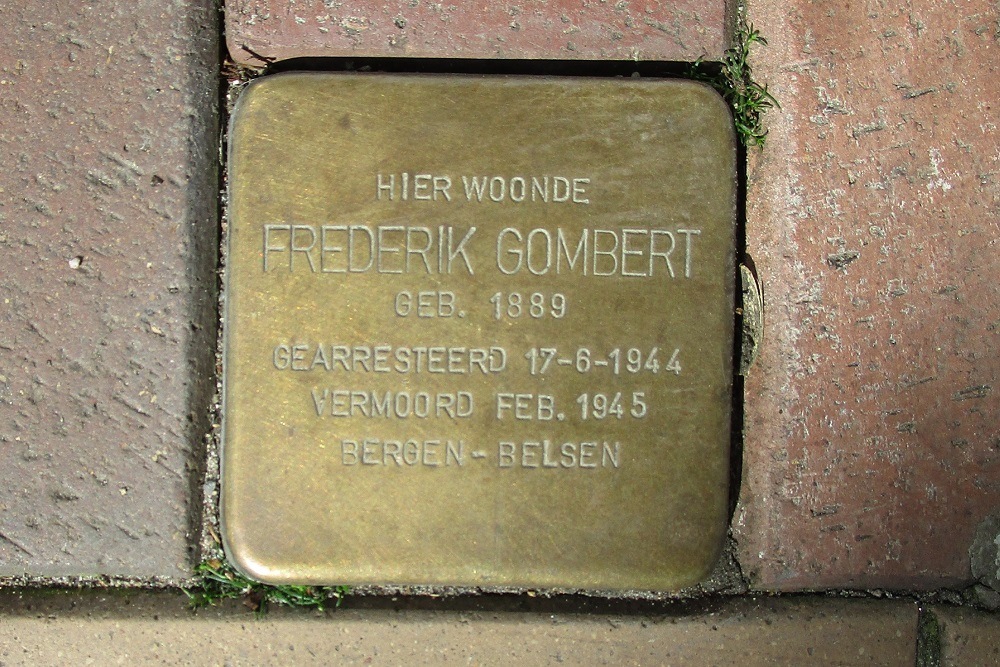 HIER WOONDE
FREDERIK GOMBERT
GEB. 1889
GEARRESTEERD 17-6-1944
VERMOORD FEB. 1945
BERGEN-BELSEN